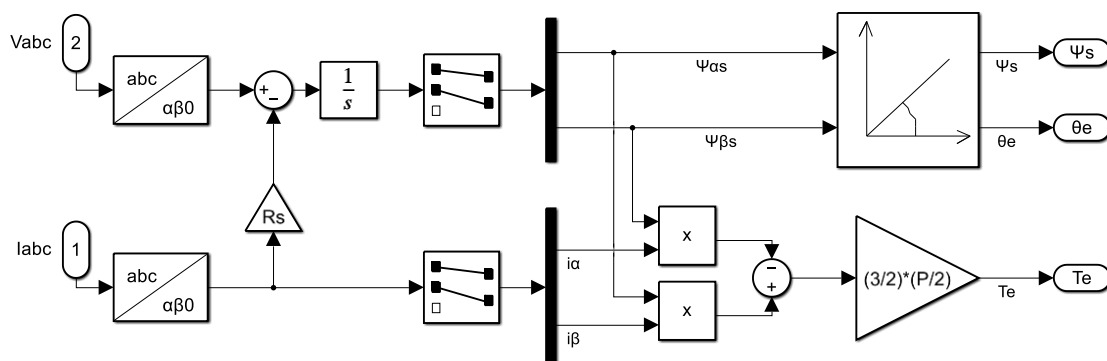 Vabc
2
abc
αβ0
+
−
1
s
Ψαs
Ψβs
Ψs
Ψs
θe
θe
Rs
Iabc
1
abc
αβ0
iα
iβ
x
x
−
+
(3/2)*(P/2)
Te
Te